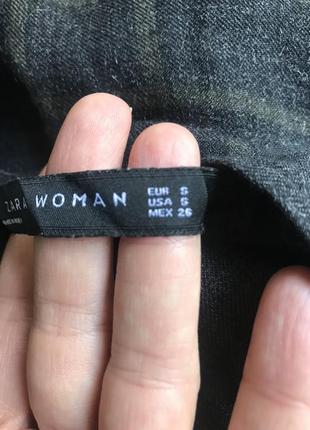 ZARA WOMAN
EUR S
USA S
MEX 26